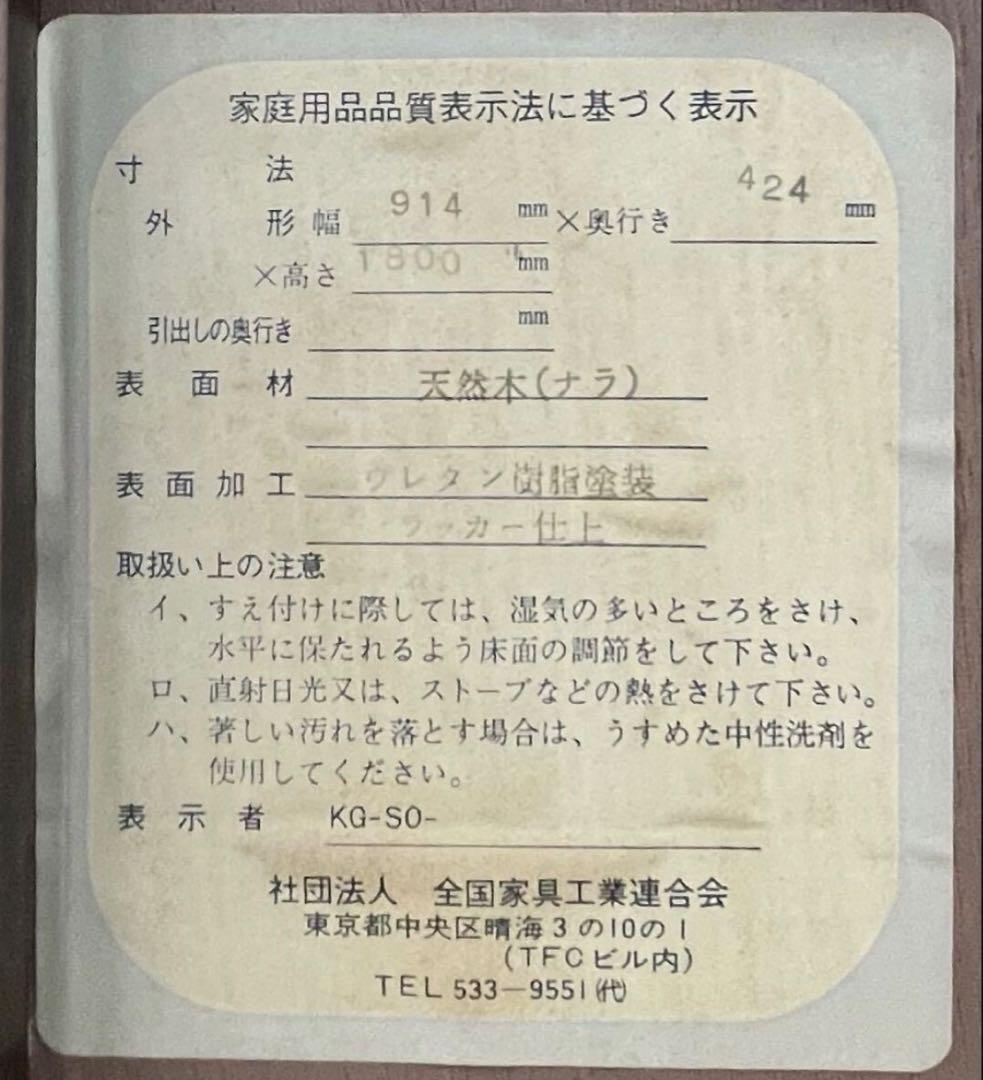 家庭用品品質表示法に基づく表示
寸法
外形 幅 914 mm ×奥行き 424 mm
×高さ 1800 mm
引出しの奥行き mm
表面材 天然木(ナラ)
表面加工 ウレタン樹脂塗装
ラッカー仕上
取扱い上の注意
イ、すえ付けに際しては、湿気の多いところをさけ、
水平に保たれるよう床面の調節をして下さい。
ロ、直射日光又は、ストーブなどの熱をさけて下さい。
ハ、著しい汚れを落とす場合は、うすめた中性洗剤を
使用してください。
表示者 KG-SO-
社団法人 全国家具工業連合会
東京都中央区晴海3の10の1
(TFCビル内)
TEL 533-9551(代)